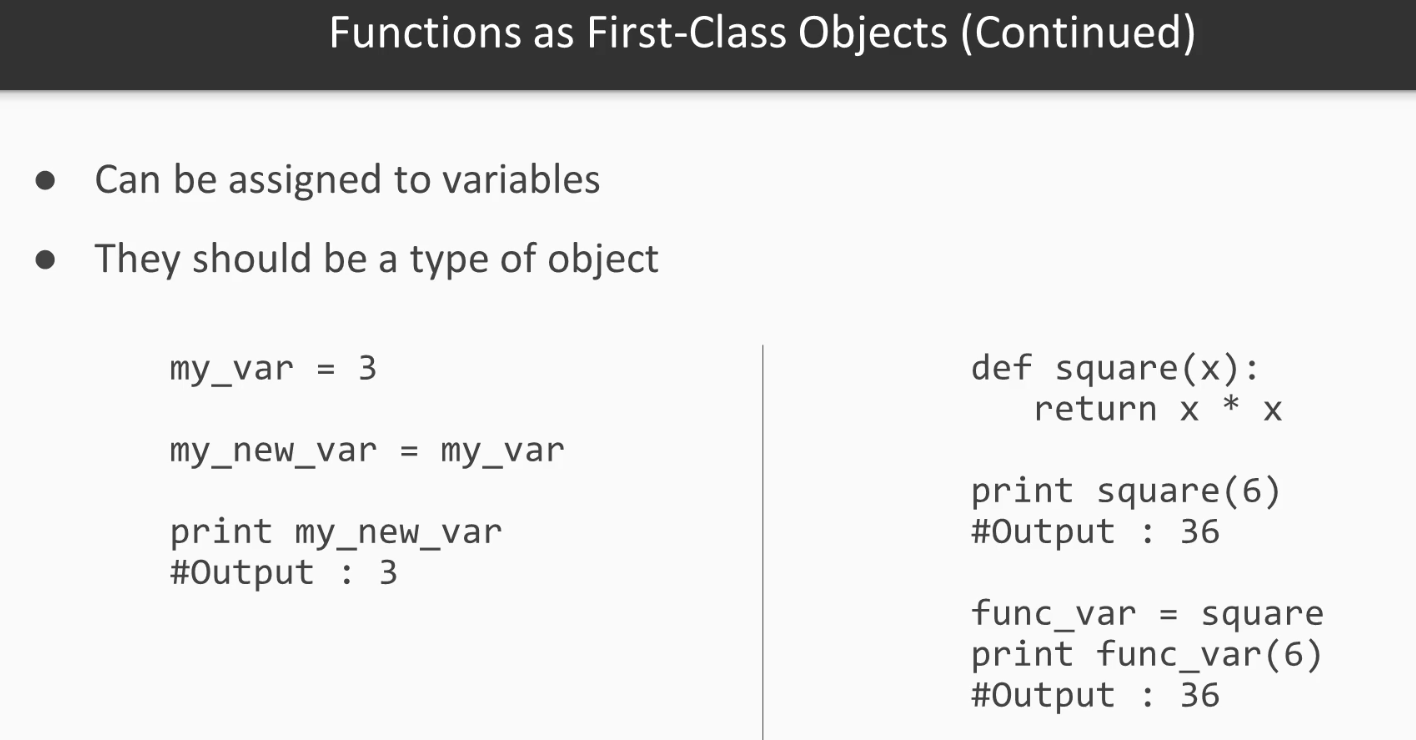 Functions as First-Class Objects (Continued)
● Can be assigned to variables
● They should be a type of object
my_var = 3
my_new_var = my_var
print my_new_var
#Output : 3
def square(x):
   return x * x
print square(6)
#Output : 36
func_var = square
print func_var(6)
#Output : 36